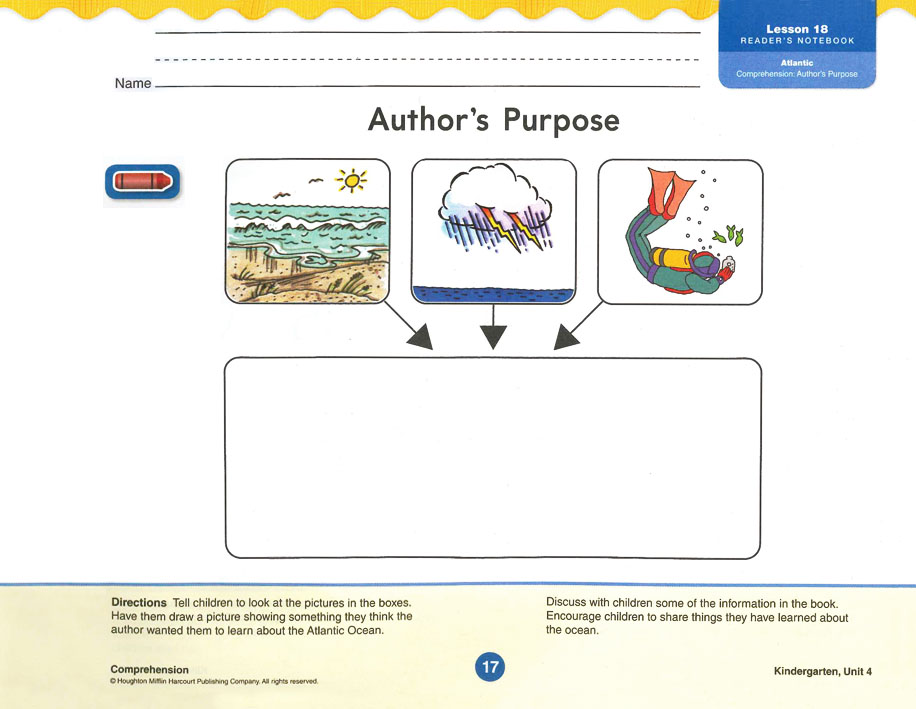 Lesson 18
READER'S NOTEBOOK
Atlantic
Comprehension: Author's Purpose
Name
Author's Purpose
Directions Tell children to look at the pictures in the boxes.
Have them draw a picture showing something they think the
author wanted them to learn about the Atlantic Ocean.
Discuss with children some of the information in the book.
Encourage children to share things they have learned about
the ocean.
Comprehension
© Houghton Mifflin Harcourt Publishing Company. All rights reserved.
17
Kindergarten, Unit 4